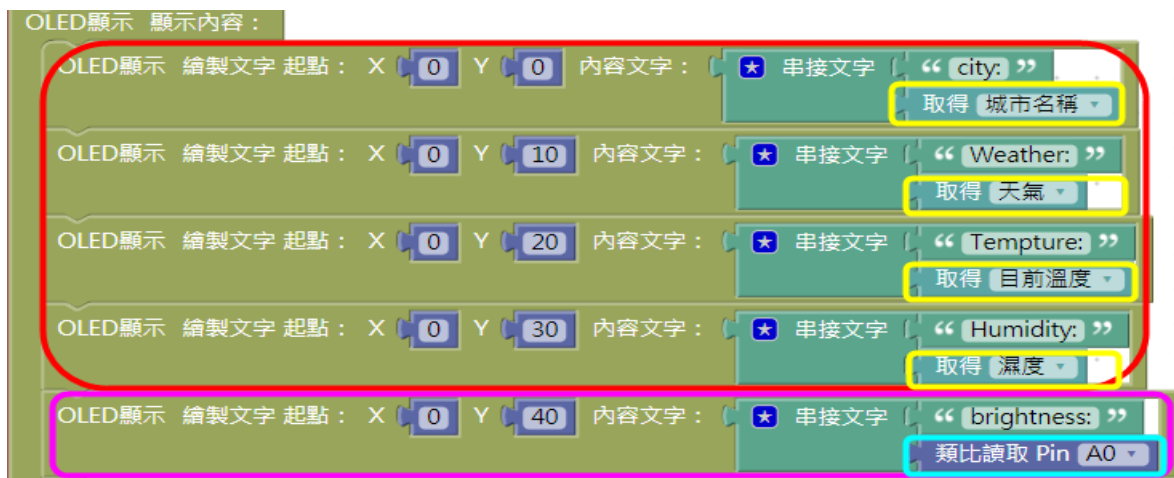 OLED顯示 顯示內容：
OLED顯示 繪製文字 起點： X 0 Y 0 內容文字： 串接文字 “ city: ”
取得 城市名稱
OLED顯示 繪製文字 起點： X 0 Y 10 內容文字： 串接文字 “ Weather: ”
取得 天氣
OLED顯示 繪製文字 起點： X 0 Y 20 內容文字： 串接文字 “ Tempture: ”
取得 目前溫度
OLED顯示 繪製文字 起點： X 0 Y 30 內容文字： 串接文字 “ Humidity: ”
取得 濕度
OLED顯示 繪製文字 起點： X 0 Y 40 內容文字： 串接文字 “ brightness: ”
類比讀取 Pin A0